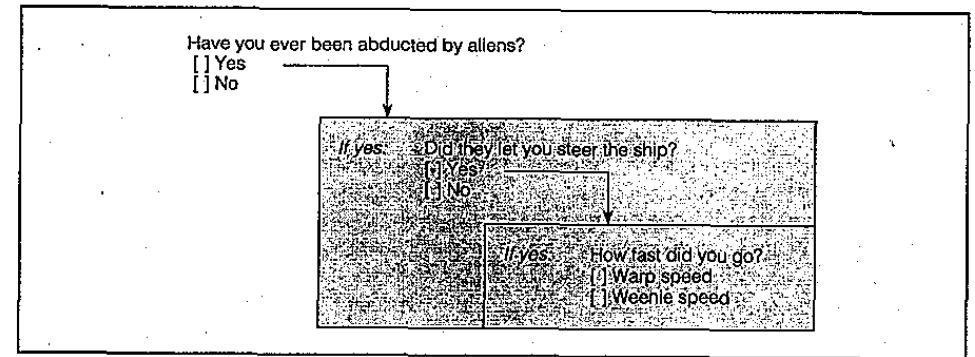 Have you ever been abducted by aliens?
[ ] Yes
[ ] No
If yes: Did they let you steer the ship?
[ ] Yes
[ ] No
If yes: How fast did you go?
[ ] Warp speed
[ ] Weenie speed